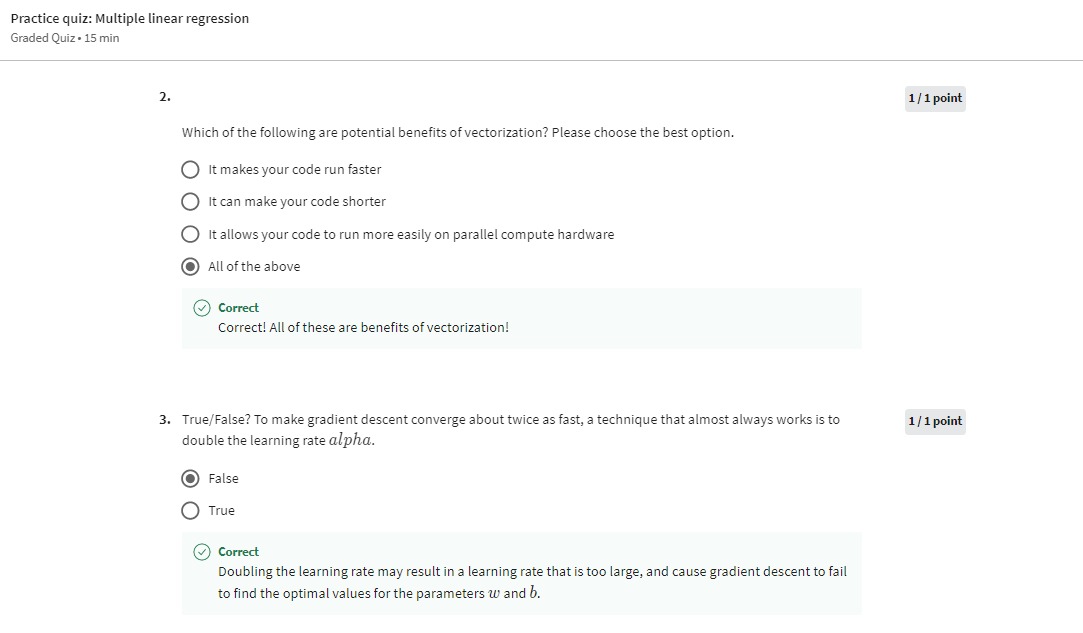 Practice quiz: Multiple linear regression
Graded Quiz • 15 min
2.
1 / 1 point
Which of the following are potential benefits of vectorization? Please choose the best option.
It makes your code run faster
It can make your code shorter
It allows your code to run more easily on parallel compute hardware
All of the above
Correct
Correct! All of these are benefits of vectorization!
3. True/False? To make gradient descent converge about twice as fast, a technique that almost always works is to
1 / 1 point
double the learning rate alpha.
False
True
Correct
Doubling the learning rate may result in a learning rate that is too large, and cause gradient descent to fail
to find the optimal values for the parameters w and b.